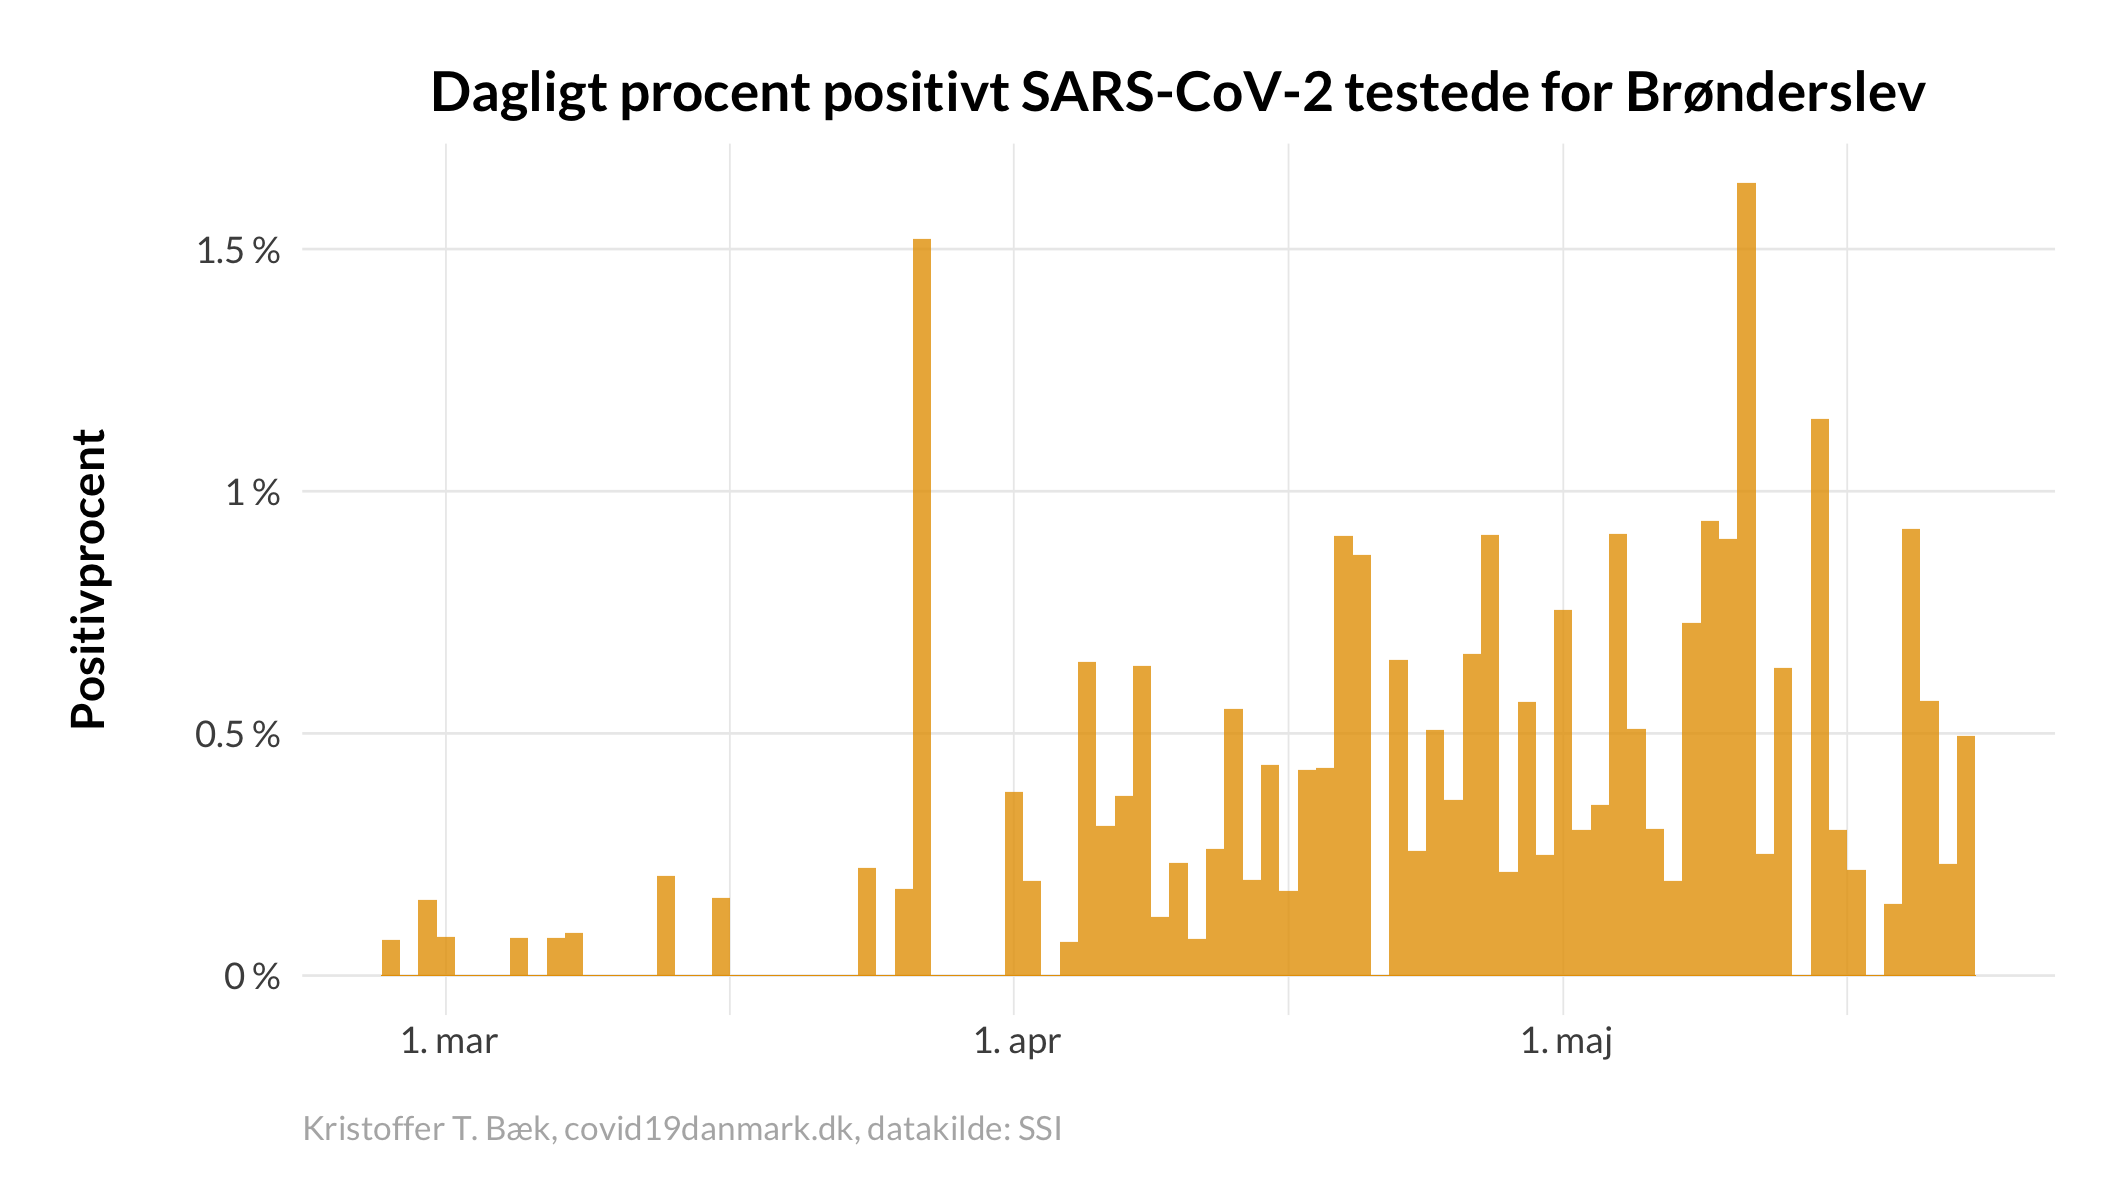 Dagligt procent positivt SARS-CoV-2 testede for Brønderslev
Positivprocent
1.5 %
1 %
0.5 %
0 %
1. mar
1. apr
1. maj
Kristoffer T. Bæk, covid19danmark.dk, datakilde: SSI